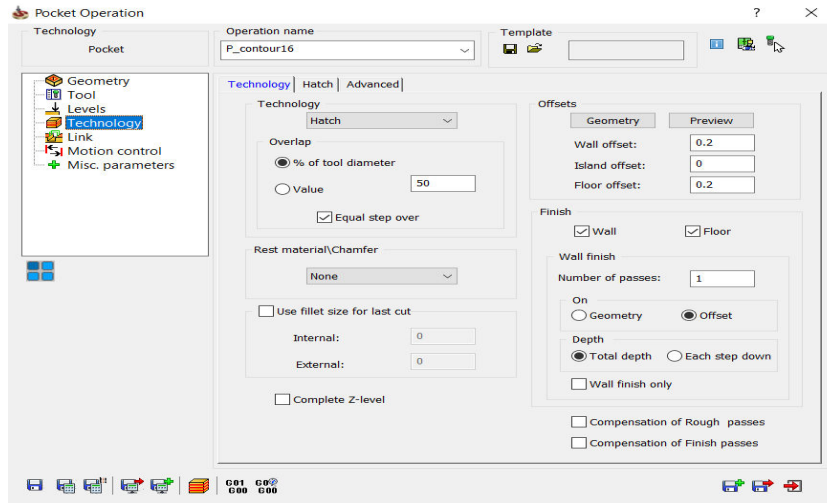 Pocket Operation
?
Technology
Pocket
Operation name
P_contour16
Template
Geometry
Tool
Levels
Technology
Link
Motion control
Misc. parameters
Technology
Hatch
Advanced
Technology
Hatch
Overlap
% of tool diameter
Value
50
Equal step over
Rest material\Chamfer
None
Use fillet size for last cut
Internal:
0
External:
0
Complete Z-level
Offsets
Geometry
Preview
Wall offset:
0.2
Island offset:
0
Floor offset:
0.2
Finish
Wall
Floor
Wall finish
Number of passes:
1
On
Geometry
Offset
Depth
Total depth
Each step down
Wall finish only
Compensation of Rough passes
Compensation of Finish passes
G01
G00
G0
G00